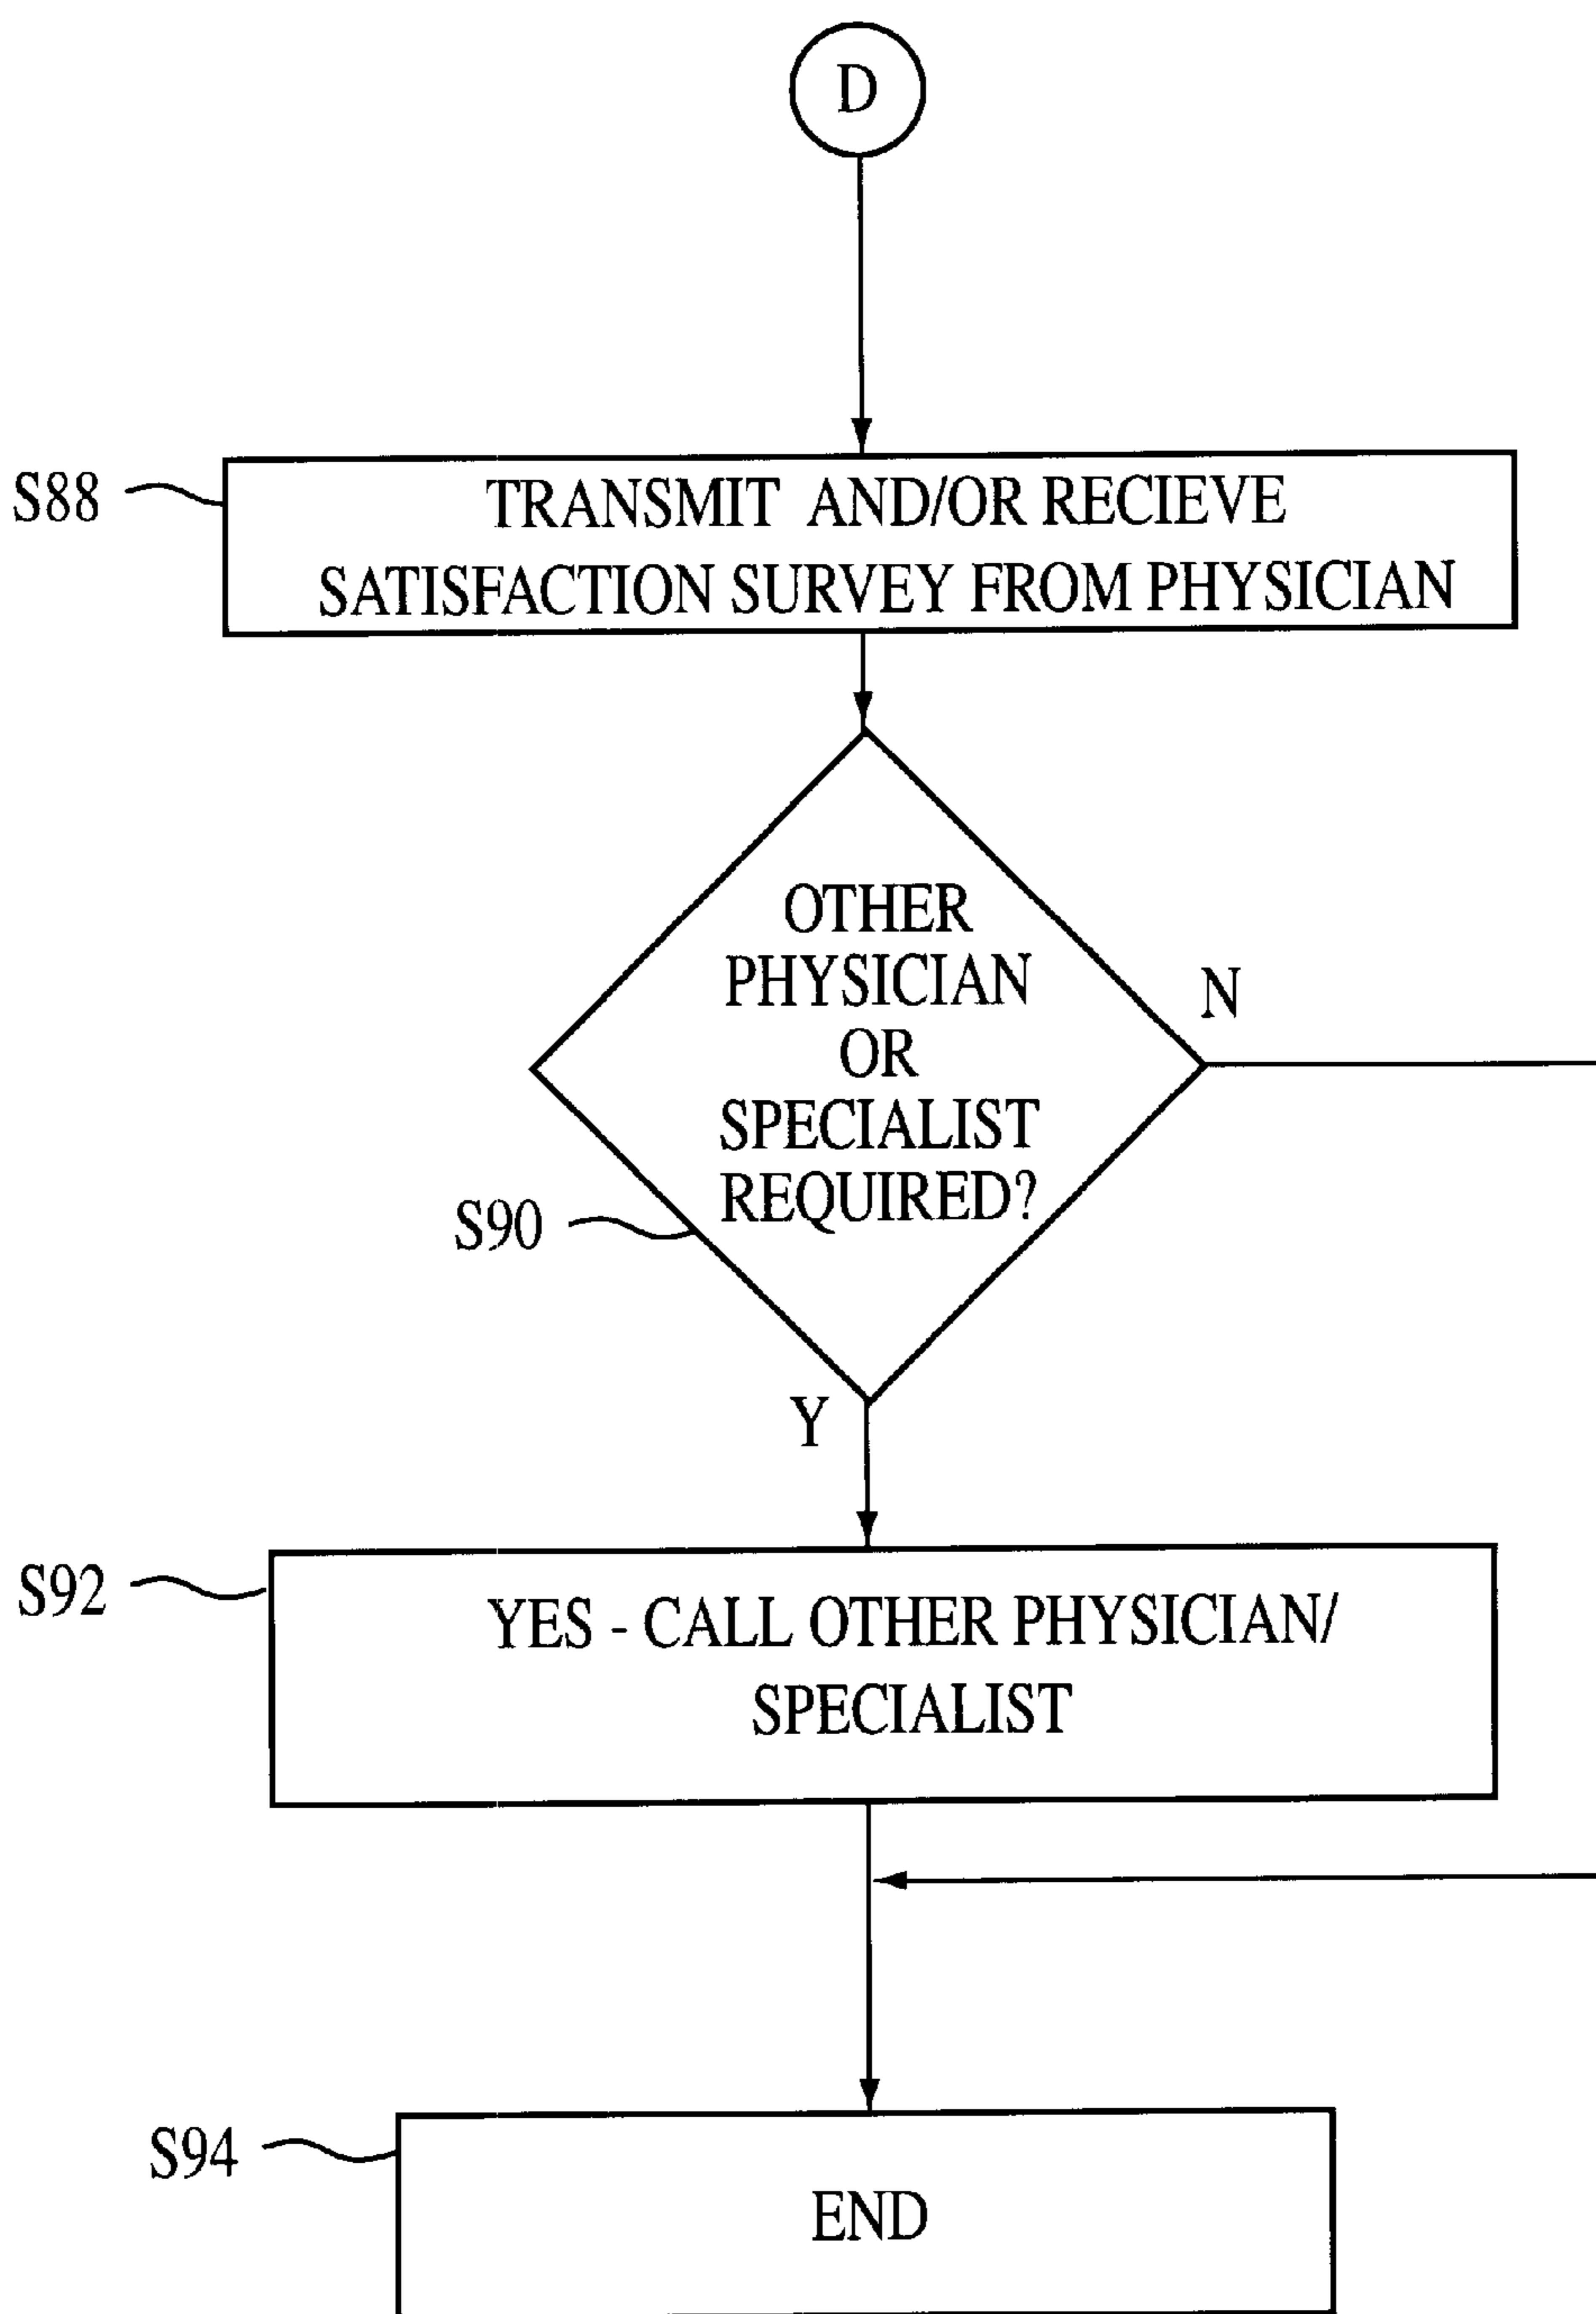 D
S88
TRANSMIT AND/OR RECIEVE
SATISFACTION SURVEY FROM PHYSICIAN
OTHER
PHYSICIAN
OR
SPECIALIST
REQUIRED?
N
S90
Y
S92
YES - CALL OTHER PHYSICIAN/
SPECIALIST
S94
END